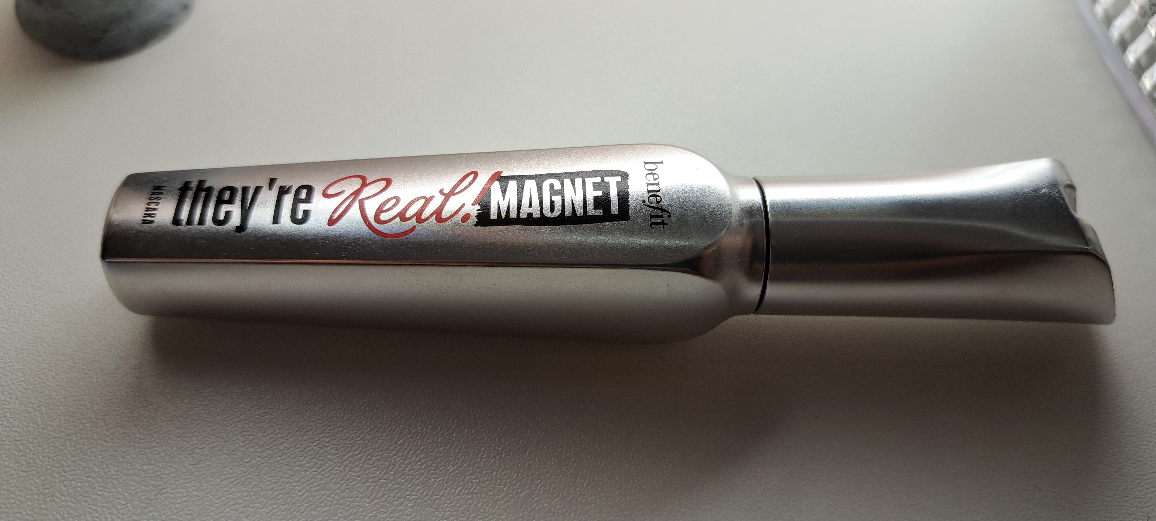 MASCARA
they're Real! MAGNET
benefit